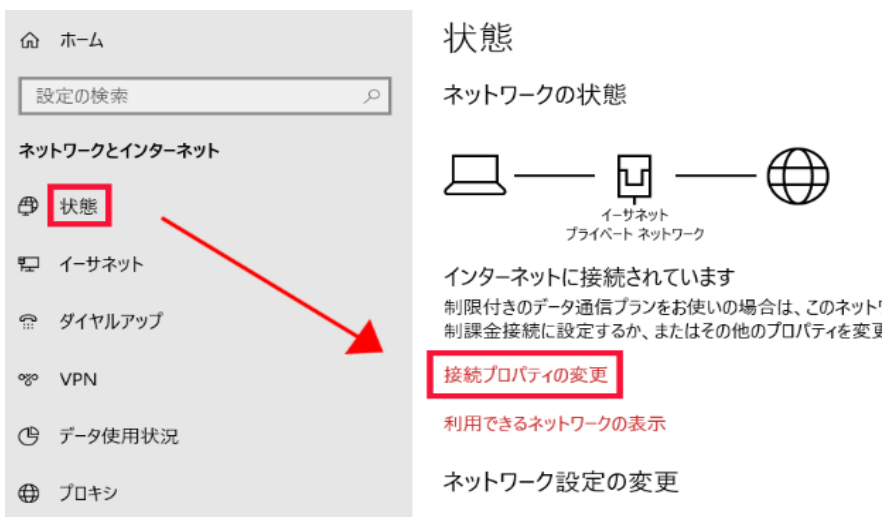 ホーム
設定の検索
ネットワークとインターネット
状態
イーサネット
ダイヤルアップ
VPN
データ使用状況
プロキシ
状態
ネットワークの状態
イーサネット
プライベート ネットワーク
インターネットに接続されています
制限付きのデータ通信プランをお使いの場合は、このネット
制課金接続に設定するか、またはその他のプロパティを変更
接続プロパティの変更
利用できるネットワークの表示
ネットワーク設定の変更